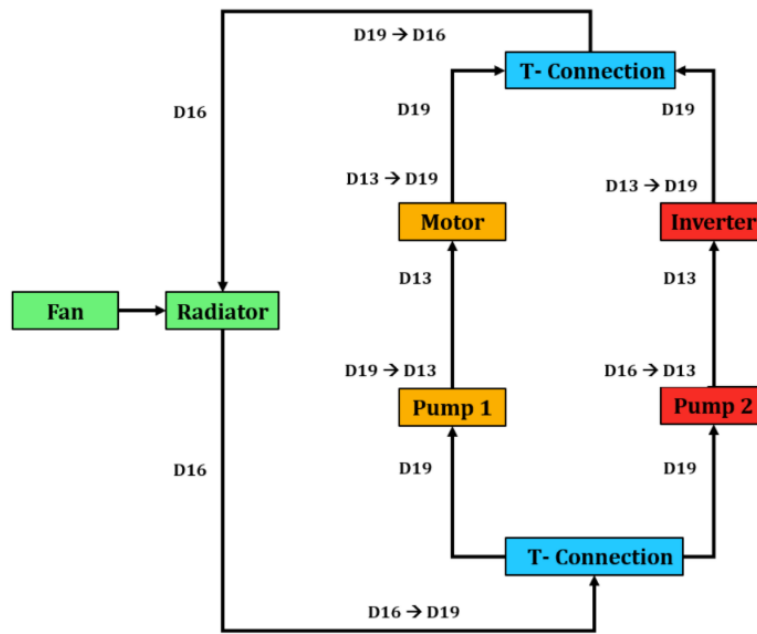 D19 → D16
T- Connection
D16
D19
D19
D13 → D19
D13 → D19
Motor
Inverter
D13
D13
Fan
Radiator
D19 → D13
D16 → D13
Pump 1
Pump 2
D16
D19
D19
T- Connection
D16 → D19